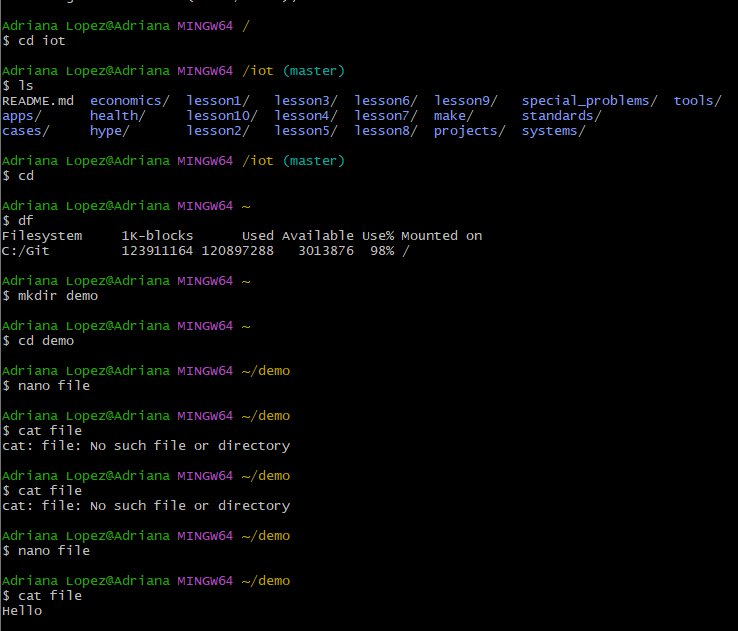 Adriana Lopez@Adriana MINGW64 /
$ cd iot
Adriana Lopez@Adriana MINGW64 /iot (master)
$ ls
README.md  economics/  lesson1/   lesson3/  lesson6/  lesson9/   special_problems/  tools/
apps/      health/     lesson10/  lesson4/  lesson7/  make/      standards/
cases/     hype/       lesson2/   lesson5/  lesson8/  projects/  systems/
Adriana Lopez@Adriana MINGW64 /iot (master)
$ cd
Adriana Lopez@Adriana MINGW64 ~
$ df
Filesystem     1K-blocks      Used Available Use% Mounted on
C:/Git         123911164 120897288   3013876  98% /
Adriana Lopez@Adriana MINGW64 ~
$ mkdir demo
Adriana Lopez@Adriana MINGW64 ~
$ cd demo
Adriana Lopez@Adriana MINGW64 ~/demo
$ nano file
Adriana Lopez@Adriana MINGW64 ~/demo
$ cat file
cat: file: No such file or directory
Adriana Lopez@Adriana MINGW64 ~/demo
$ cat file
cat: file: No such file or directory
Adriana Lopez@Adriana MINGW64 ~/demo
$ nano file
Adriana Lopez@Adriana MINGW64 ~/demo
$ cat file
Hello